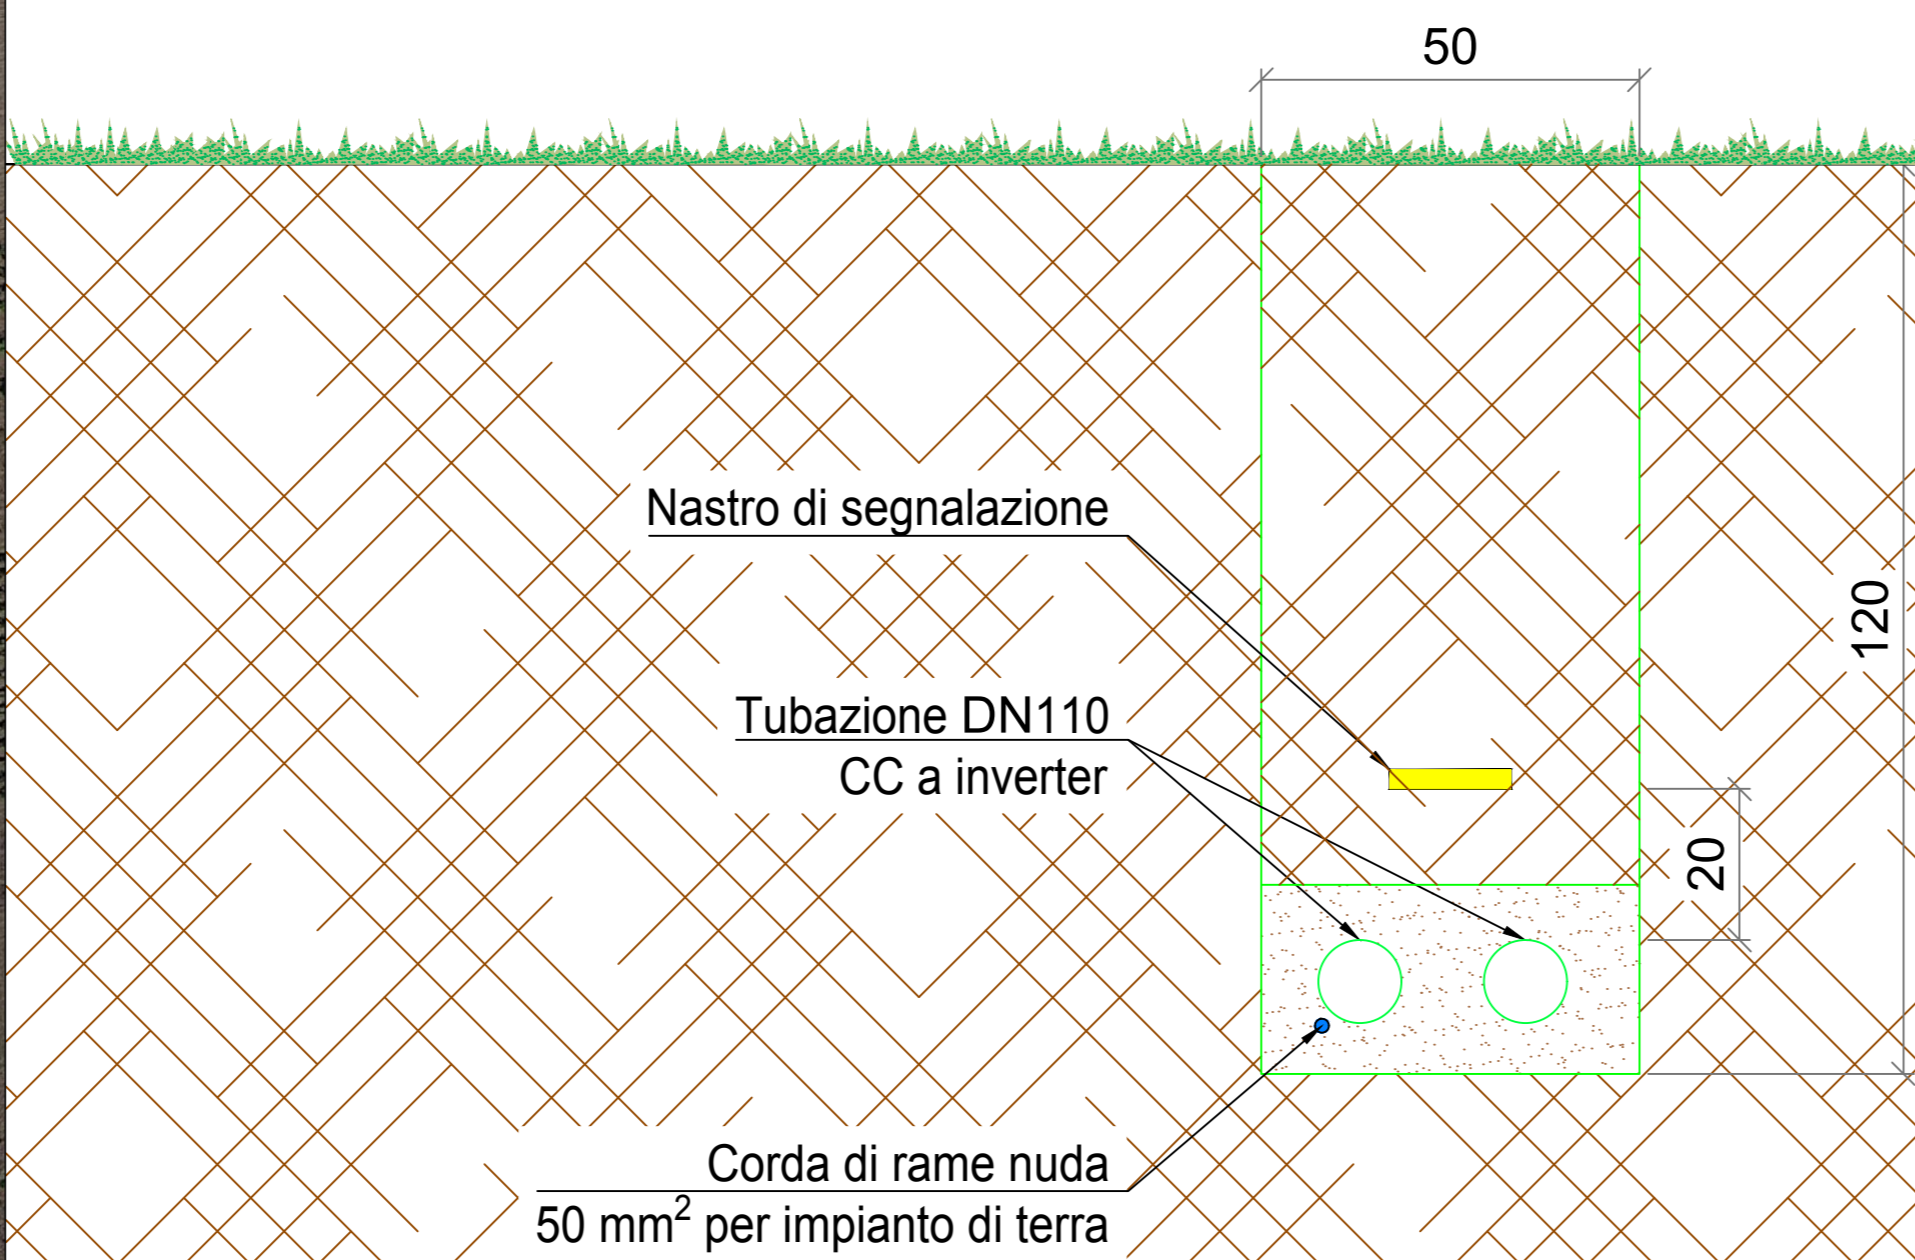 50
Nastro di segnalazione
120
Tubazione DN110
CC a inverter
20
Corda di rame nuda
50 mm² per impianto di terra